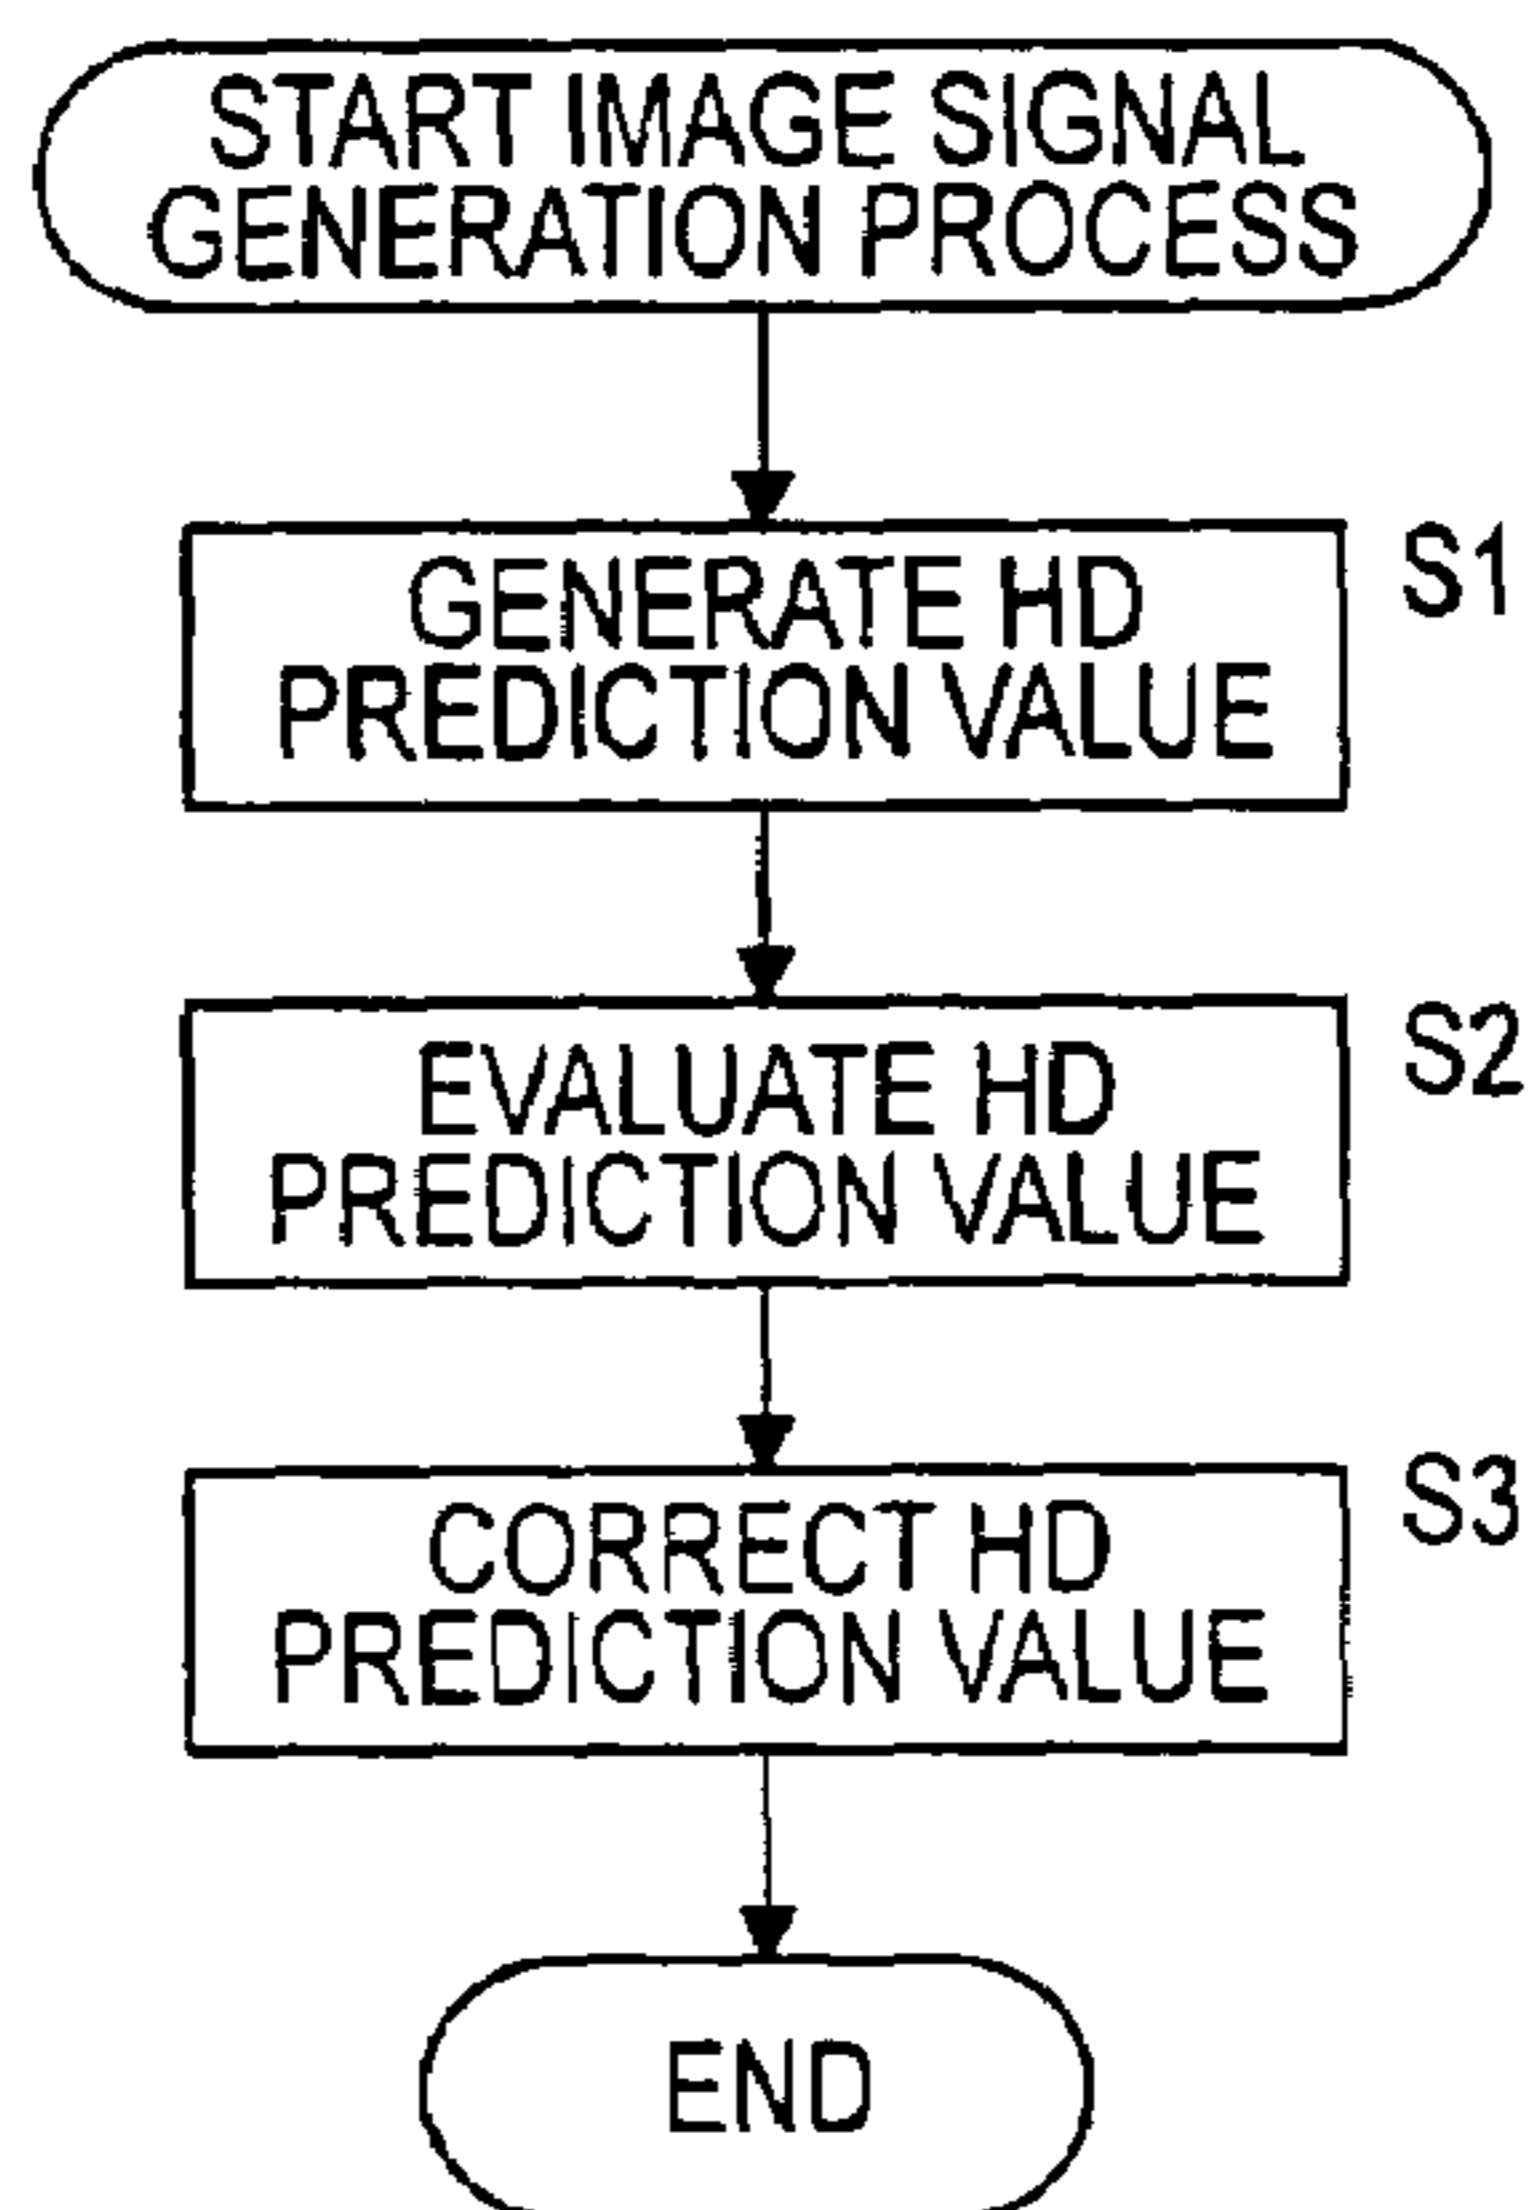 START IMAGE SIGNAL
GENERATION PROCESS
GENERATE HD
PREDICTION VALUE
S1
EVALUATE HD
PREDICTION VALUE
S2
CORRECT HD
PREDICTION VALUE
S3
END